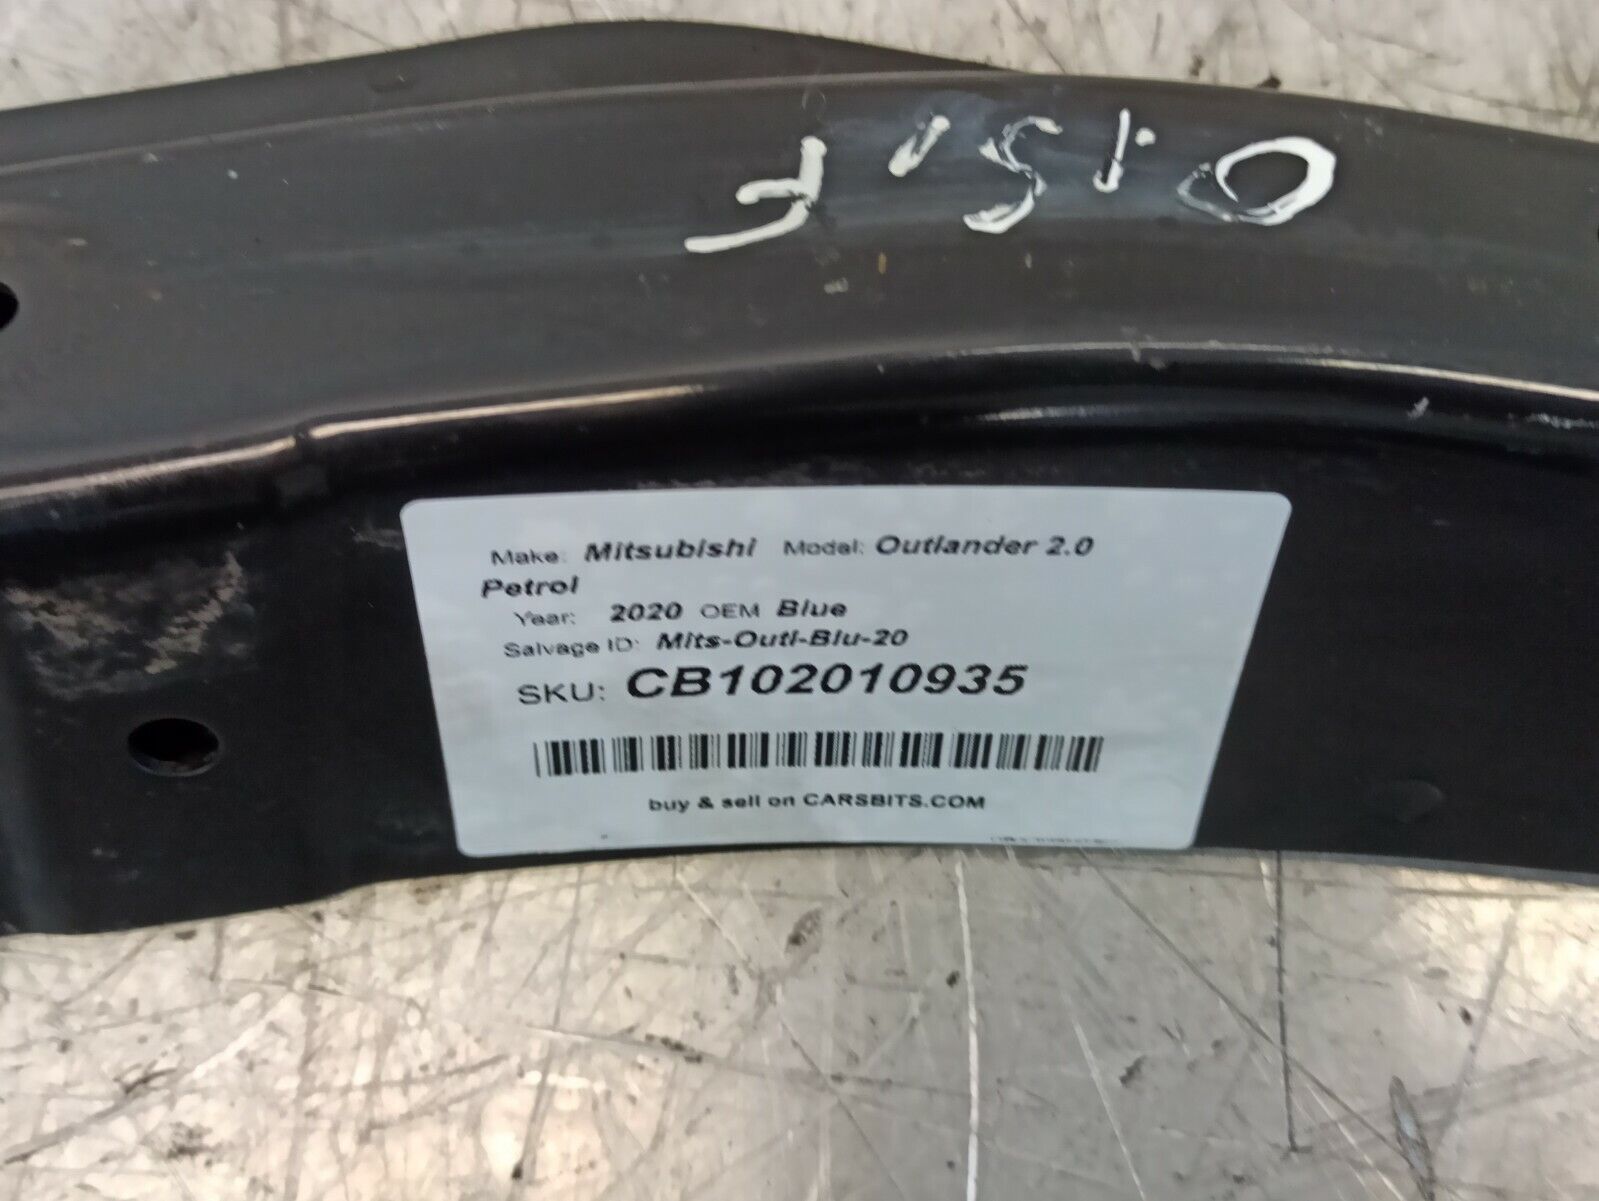 Make: Mitsubishi Model: Outlander 2.0
Petrol
Year: 2020 OEM Blue
Salvage ID: Mits-Outl-Blu-20
SKU: CB102010935
buy & sell on CARSBITS.COM